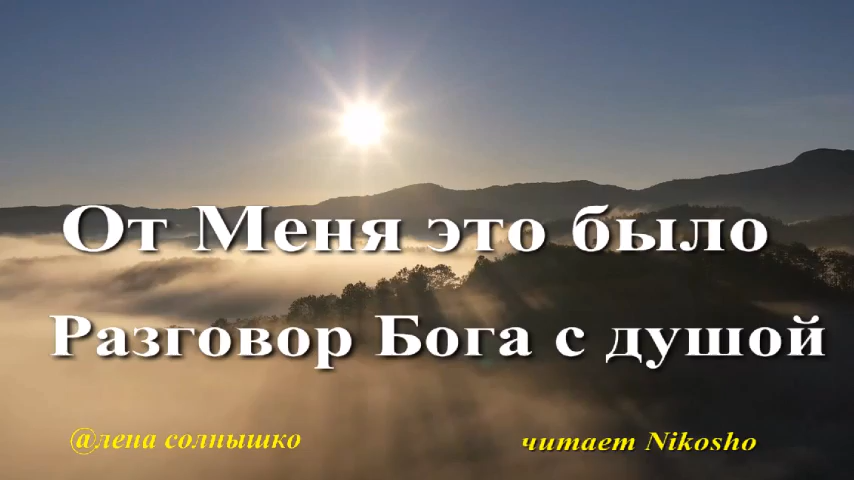 От Меня это было
Разговор Бога с душой
@лена солнышко
читает Nikosho